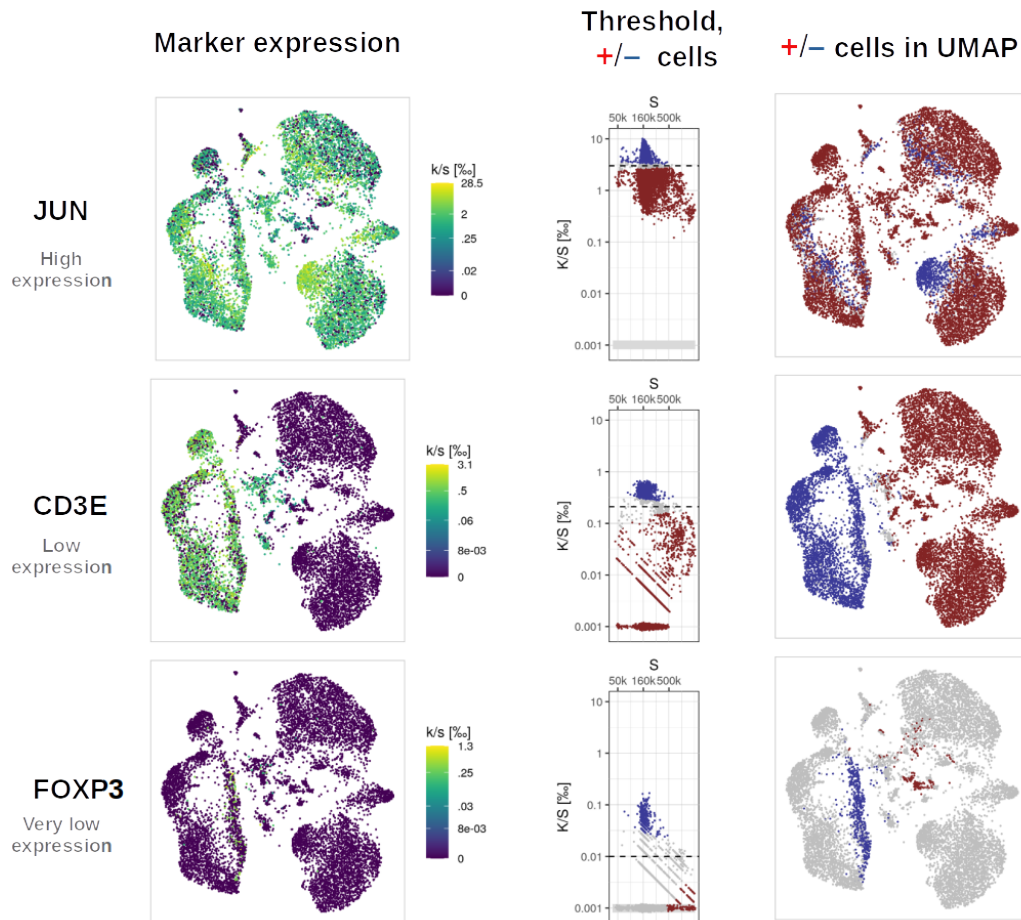 Marker expression
Threshold,
+/– cells
+/– cells in UMAP
JUN
High
expression
k/s [‰]
28.5
2
.25
.02
0
S
50k 160k 500k
K/S [‰]
10
1
0.1
0.01
0.001
CD3E
Low
expression
k/s [‰]
3.1
.5
.06
8e-03
0
S
50k 160k 500k
K/S [‰]
10
1
0.1
0.01
0.001
FOXP3
Very low
expression
k/s [‰]
1.3
.25
.03
8e-03
0
S
50k 160k 500k
K/S [‰]
10
1
0.1
0.01
0.001